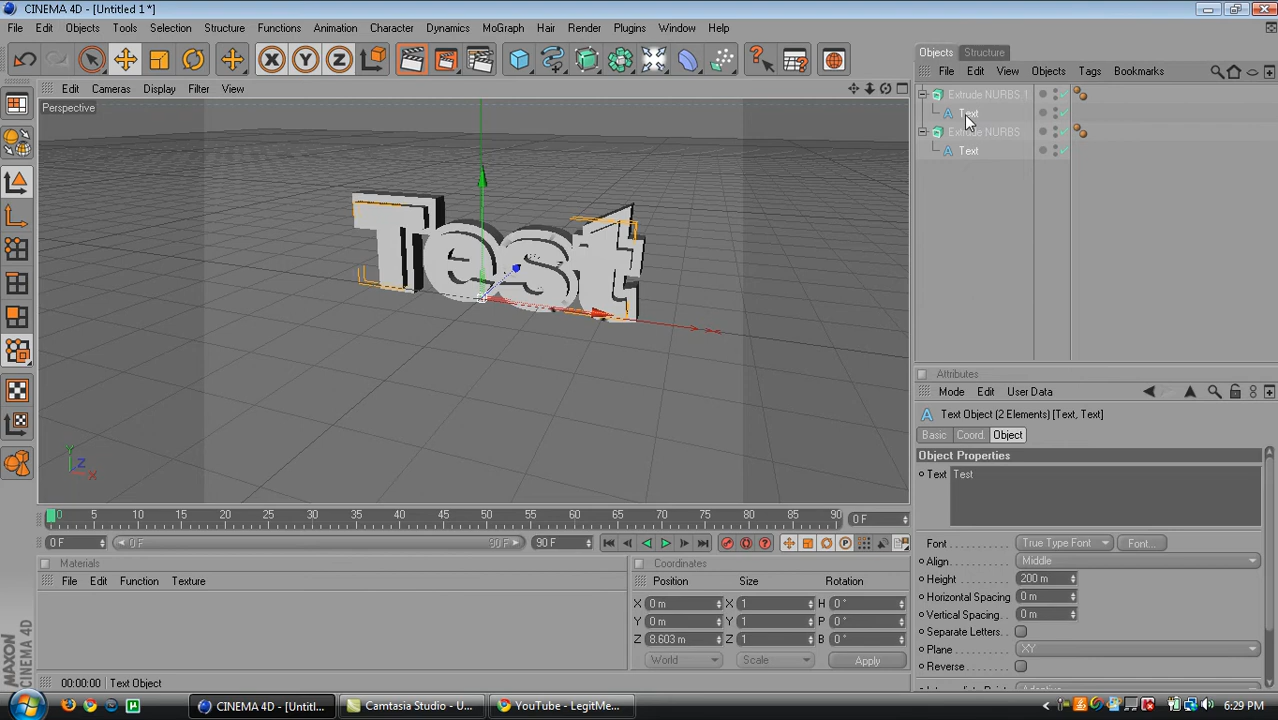 CINEMA 4D - [Untitled 1 *]
File Edit Objects Tools Selection Structure Functions Animation Character Dynamics MoGraph Hair Render Plugins Window Help
Edit Cameras Display Filter View
Perspective
Test
Y
Z
X
Objects Structure
File Edit View Objects Tags Bookmarks
Extrude NURBS.1
A Text
Extrude NURBS
A Text
Attributes
Mode Edit User Data
A Text Object (2 Elements) [Text, Text]
Basic Coord. Object
Object Properties
Text Test
Font True Type Font Font...
Align Middle
Height 200 m
Horizontal Spacing 0 m
Vertical Spacing 0 m
Separate Letters
Plane XY
Reverse
0 5 10 15 20 25 30 35 40 45 50 55 60 65 70 75 80 85 90 0 F
0 F 0 F 90 F 90 F
Materials
File Edit Function Texture
Coordinates
Position Size Rotation
X 0 m X 1 H 0 °
Y 0 m Y 1 P 0 °
Z 8.603 m Z 1 B 0 °
World Scale Apply
MAXON
CINEMA 4D
00:00:00 Text Object
CINEMA 4D - [Untitl... Camtasia Studio - U... YouTube - LegitMe... 6:29 PM